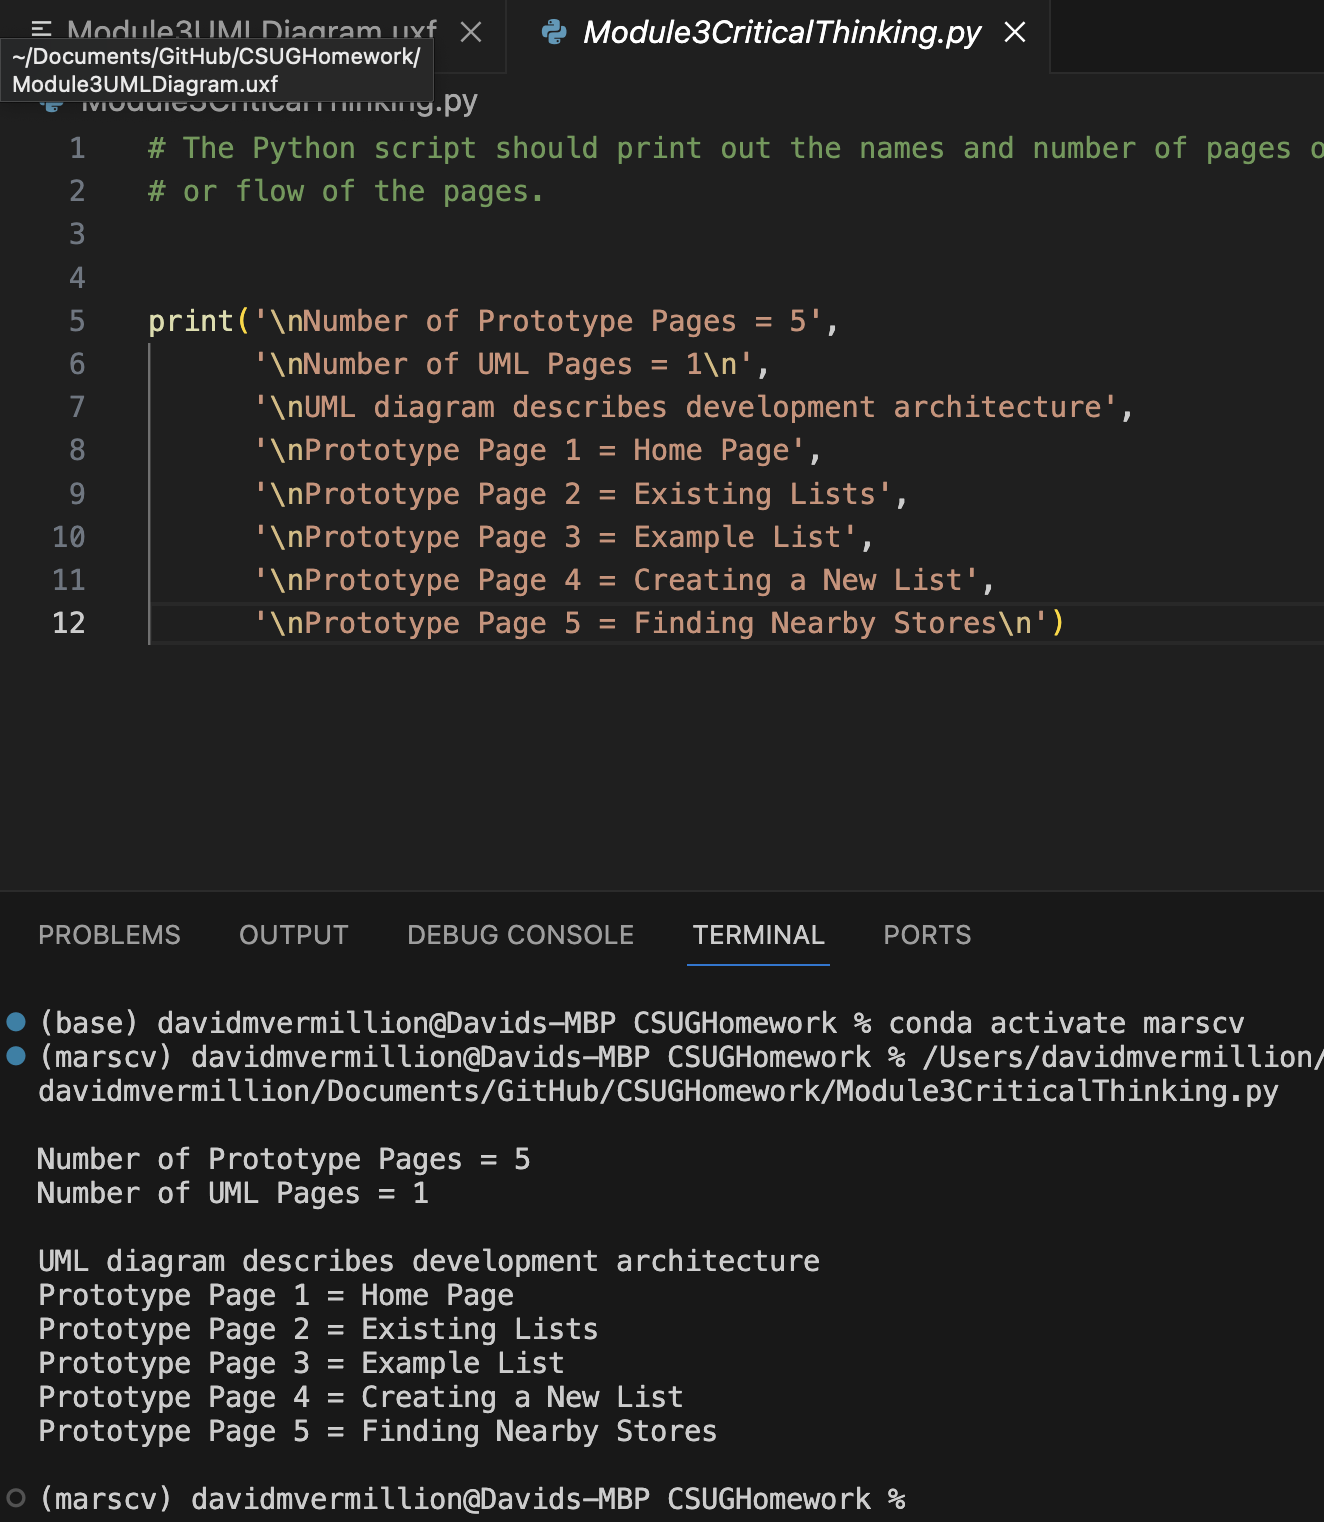 Module3UMLDiagram.uxf
Module3CriticalThinking.py
~/Documents/GitHub/CSUGHomework/
Module3UMLDiagram.uxf
Module3CriticalThinking.py
1 # The Python script should print out the names and number of pages
2 # or flow of the pages.
3
4
5 print('\nNumber of Prototype Pages = 5',
6 '\nNumber of UML Pages = 1\n',
7 '\nUML diagram describes development architecture',
8 '\nPrototype Page 1 = Home Page',
9 '\nPrototype Page 2 = Existing Lists',
10 '\nPrototype Page 3 = Example List',
11 '\nPrototype Page 4 = Creating a New List',
12 '\nPrototype Page 5 = Finding Nearby Stores\n')
PROBLEMS OUTPUT DEBUG CONSOLE TERMINAL PORTS
(base) davidmvermillion@Davids-MBP CSUGHomework % conda activate marscv
(marscv) davidmvermillion@Davids-MBP CSUGHomework % /Users/davidmvermillion/
davidmvermillion/Documents/GitHub/CSUGHomework/Module3CriticalThinking.py
Number of Prototype Pages = 5
Number of UML Pages = 1
UML diagram describes development architecture
Prototype Page 1 = Home Page
Prototype Page 2 = Existing Lists
Prototype Page 3 = Example List
Prototype Page 4 = Creating a New List
Prototype Page 5 = Finding Nearby Stores
(marscv) davidmvermillion@Davids-MBP CSUGHomework %